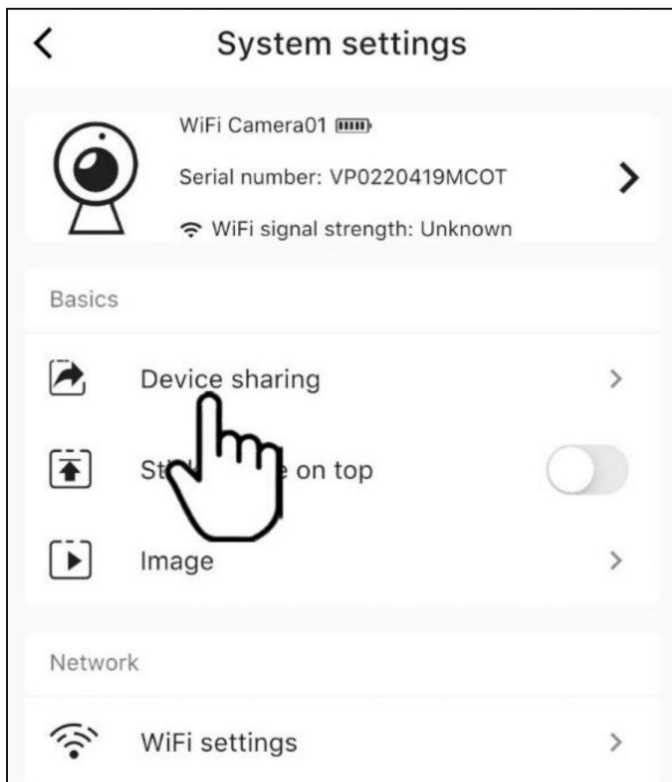 System settings
WiFi Camera01
Serial number: VP0220419MCOT
WiFi signal strength: Unknown
Basics
Device sharing
on top
Image
Network
WiFi settings